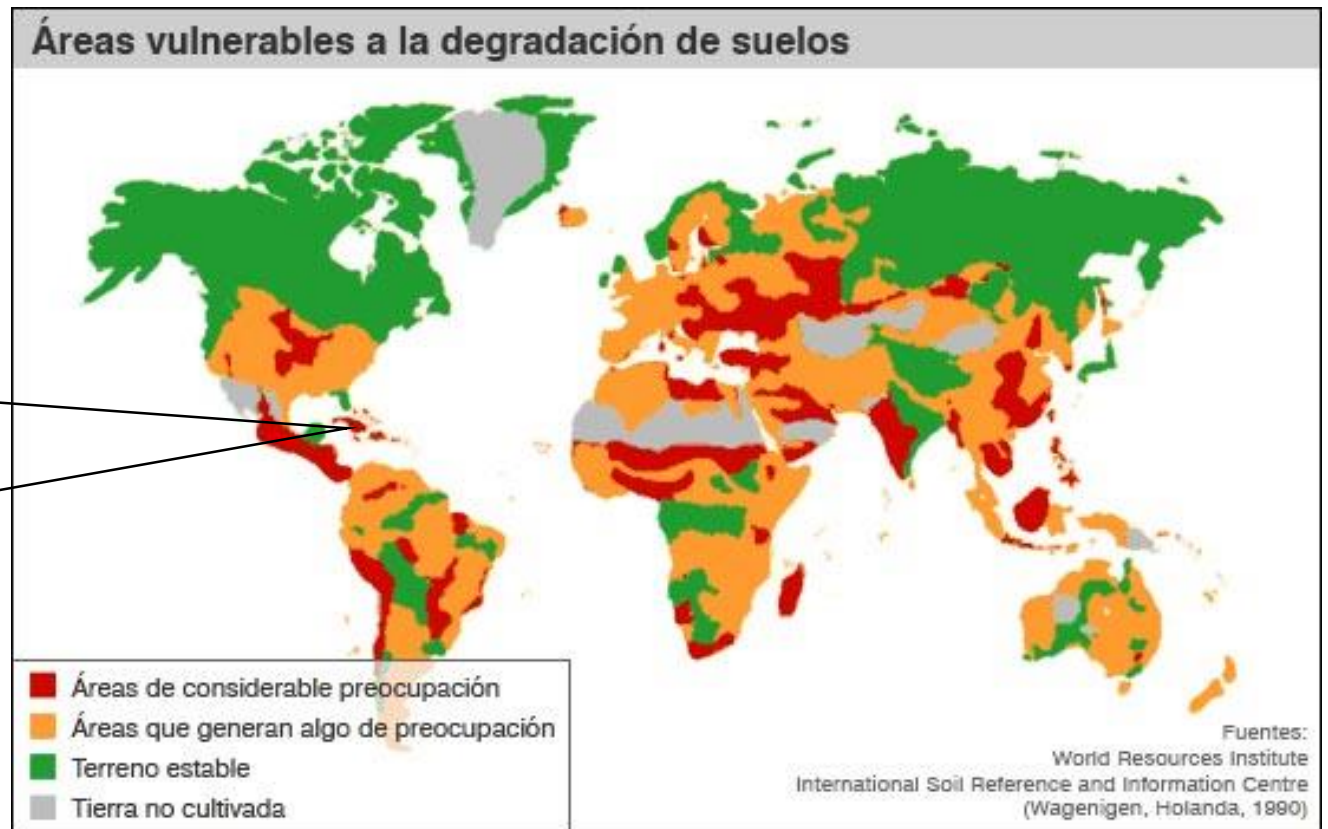 Áreas vulnerables a la degradación de suelos
Áreas de considerable preocupación
Áreas que generan algo de preocupación
Terreno estable
Tierra no cultivada
Fuentes:
World Resources Institute
International Soil Reference and Information Centre
(Wagenigen, Holanda, 1990)